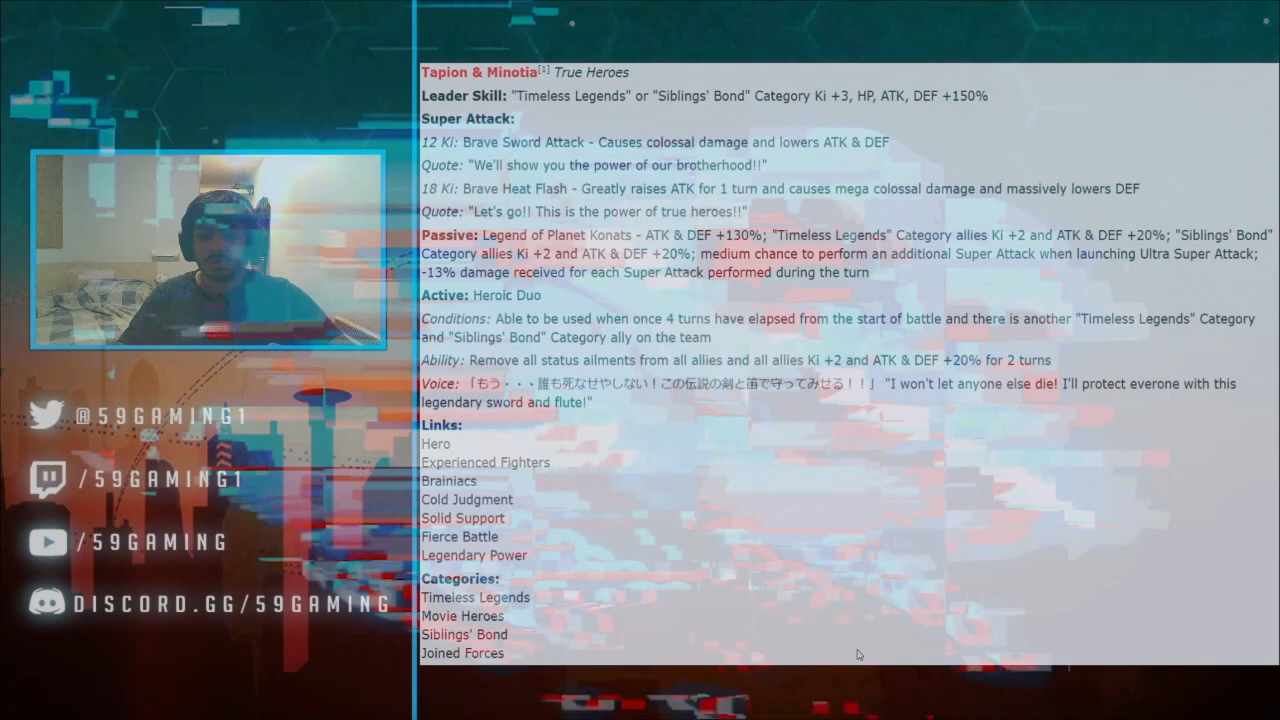 Tapion & Minotia[1] True Heroes
Leader Skill: "Timeless Legends" or "Siblings' Bond" Category Ki +3, HP, ATK, DEF +150%
Super Attack:
12 Ki: Brave Sword Attack - Causes colossal damage and lowers ATK & DEF
Quote: "We'll show you the power of our brotherhood!!"
18 Ki: Brave Heat Flash - Greatly raises ATK for 1 turn and causes mega colossal damage and massively lowers DEF
Quote: "Let's go!! This is the power of true heroes!!"
Passive: Legend of Planet Konats - ATK & DEF +130%; "Timeless Legends" Category allies Ki +2 and ATK & DEF +20%; "Siblings' Bond"
Category allies Ki +2 and ATK & DEF +20%; medium chance to perform an additional Super Attack when launching Ultra Super Attack;
-13% damage received for each Super Attack performed during the turn
Active: Heroic Duo
Conditions: Able to be used when once 4 turns have elapsed from the start of battle and there is another "Timeless Legends" Category
and "Siblings' Bond" Category ally on the team
Ability: Remove all status ailments from all allies and all allies Ki +2 and ATK & DEF +20% for 2 turns
Voice: 「もう・・・誰も死なせやしない！この伝説の剣と笛で守ってみせる！！」 "I won't let anyone else die! I'll protect everone with this
legendary sword and flute!"
Links:
Hero
Experienced Fighters
Brainiacs
Cold Judgment
Solid Support
Fierce Battle
Legendary Power
Categories:
Timeless Legends
Movie Heroes
Siblings' Bond
Joined Forces
@59GAMING1
/59GAMING1
/59GAMING
DISCORD.GG/59GAMING